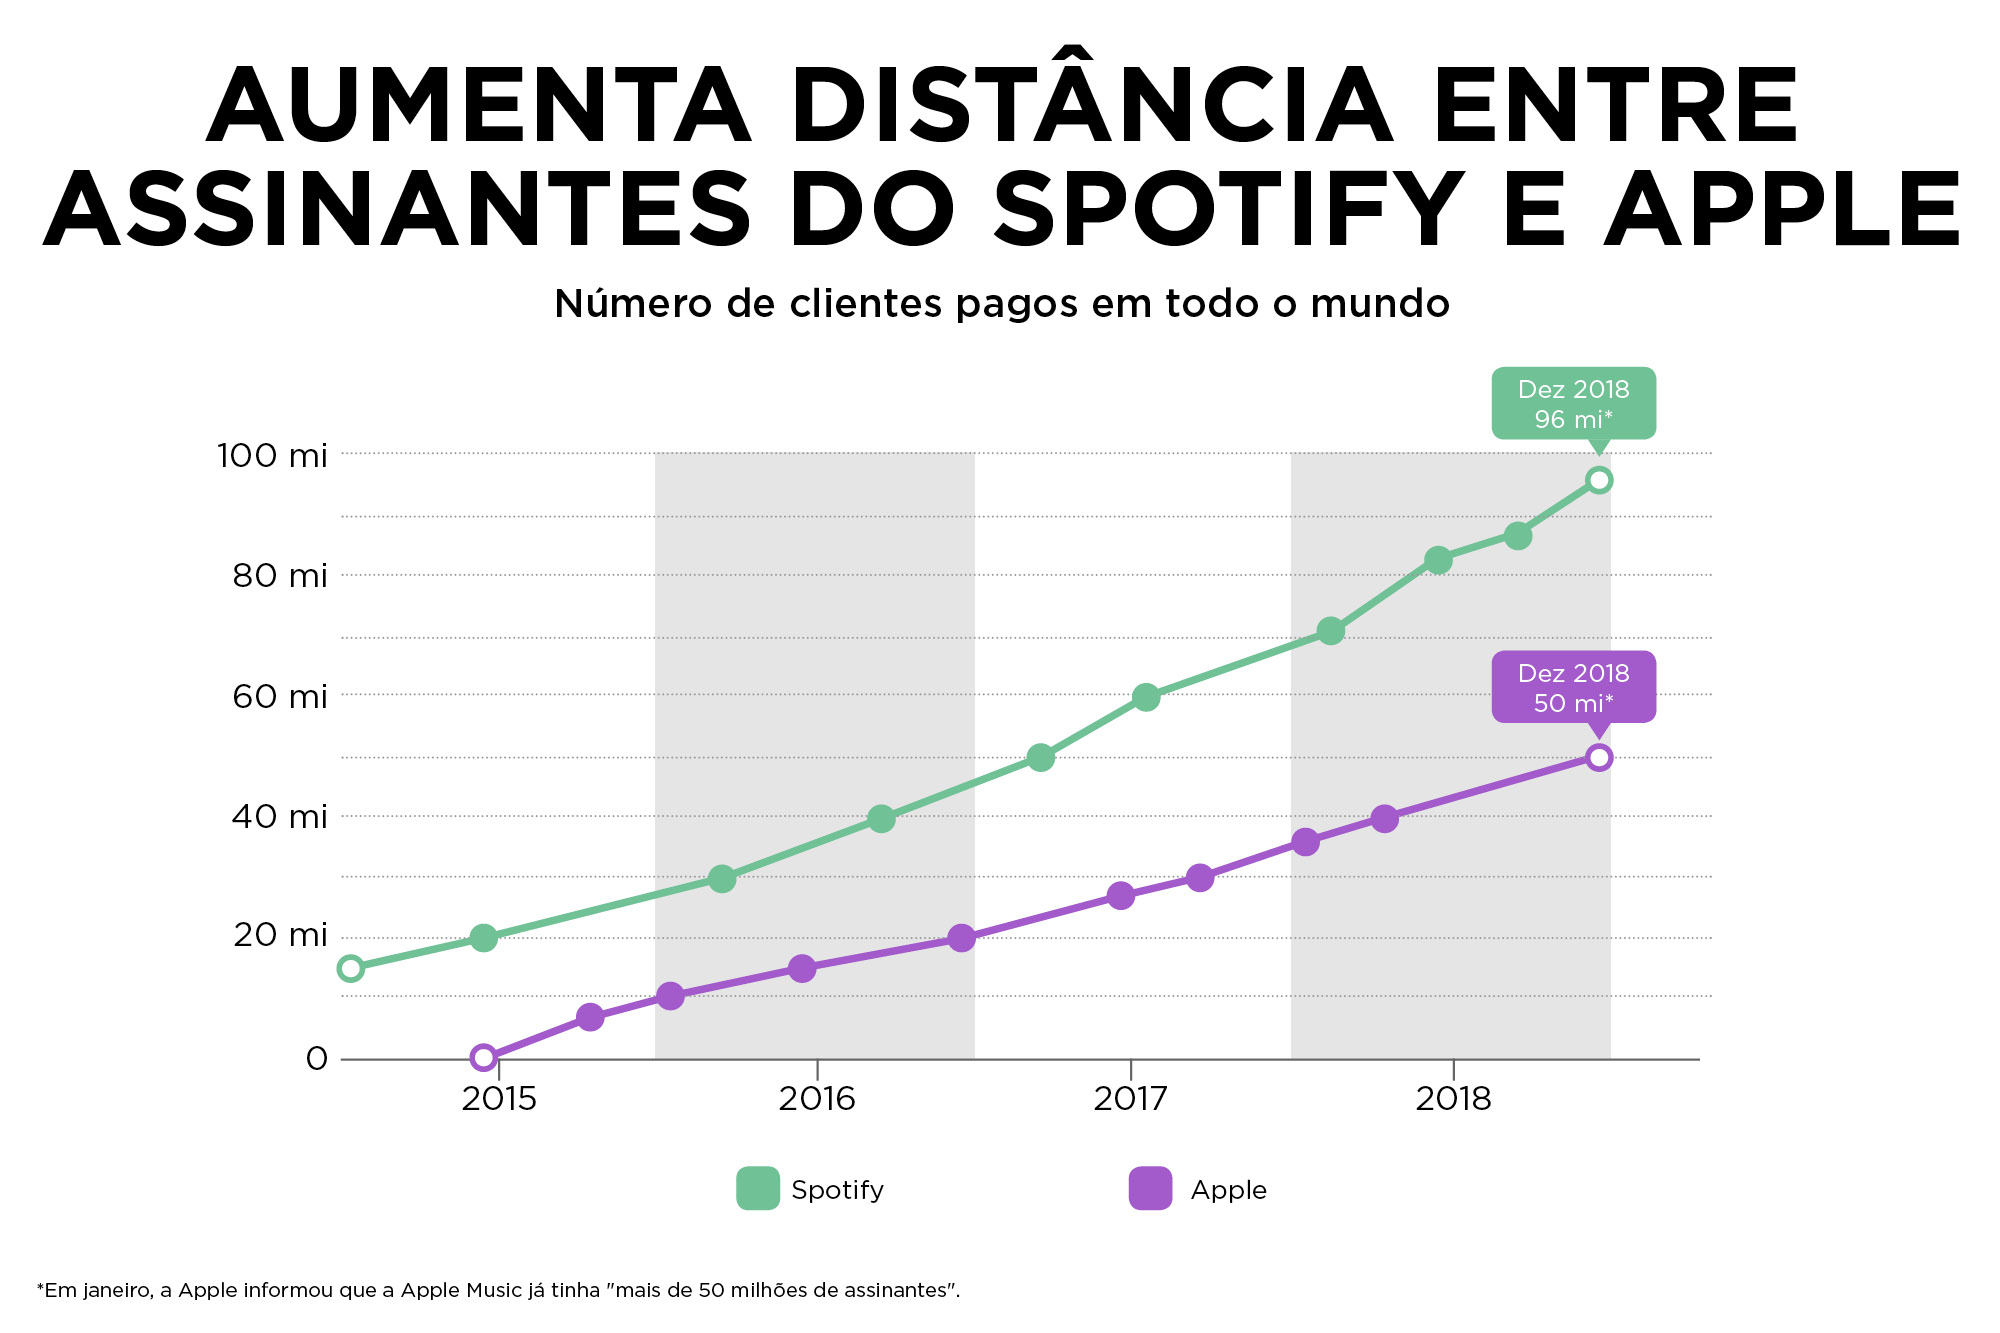 AUMENTA DISTÂNCIA ENTRE
ASSINANTES DO SPOTIFY E APPLE
Número de clientes pagos em todo o mundo
Dez 2018
96 mi*
100 mi
80 mi
60 mi
40 mi
20 mi
0
Dez 2018
50 mi*
2015
2016
2017
2018
Spotify
Apple
*Em janeiro, a Apple informou que a Apple Music já tinha "mais de 50 milhões de assinantes".